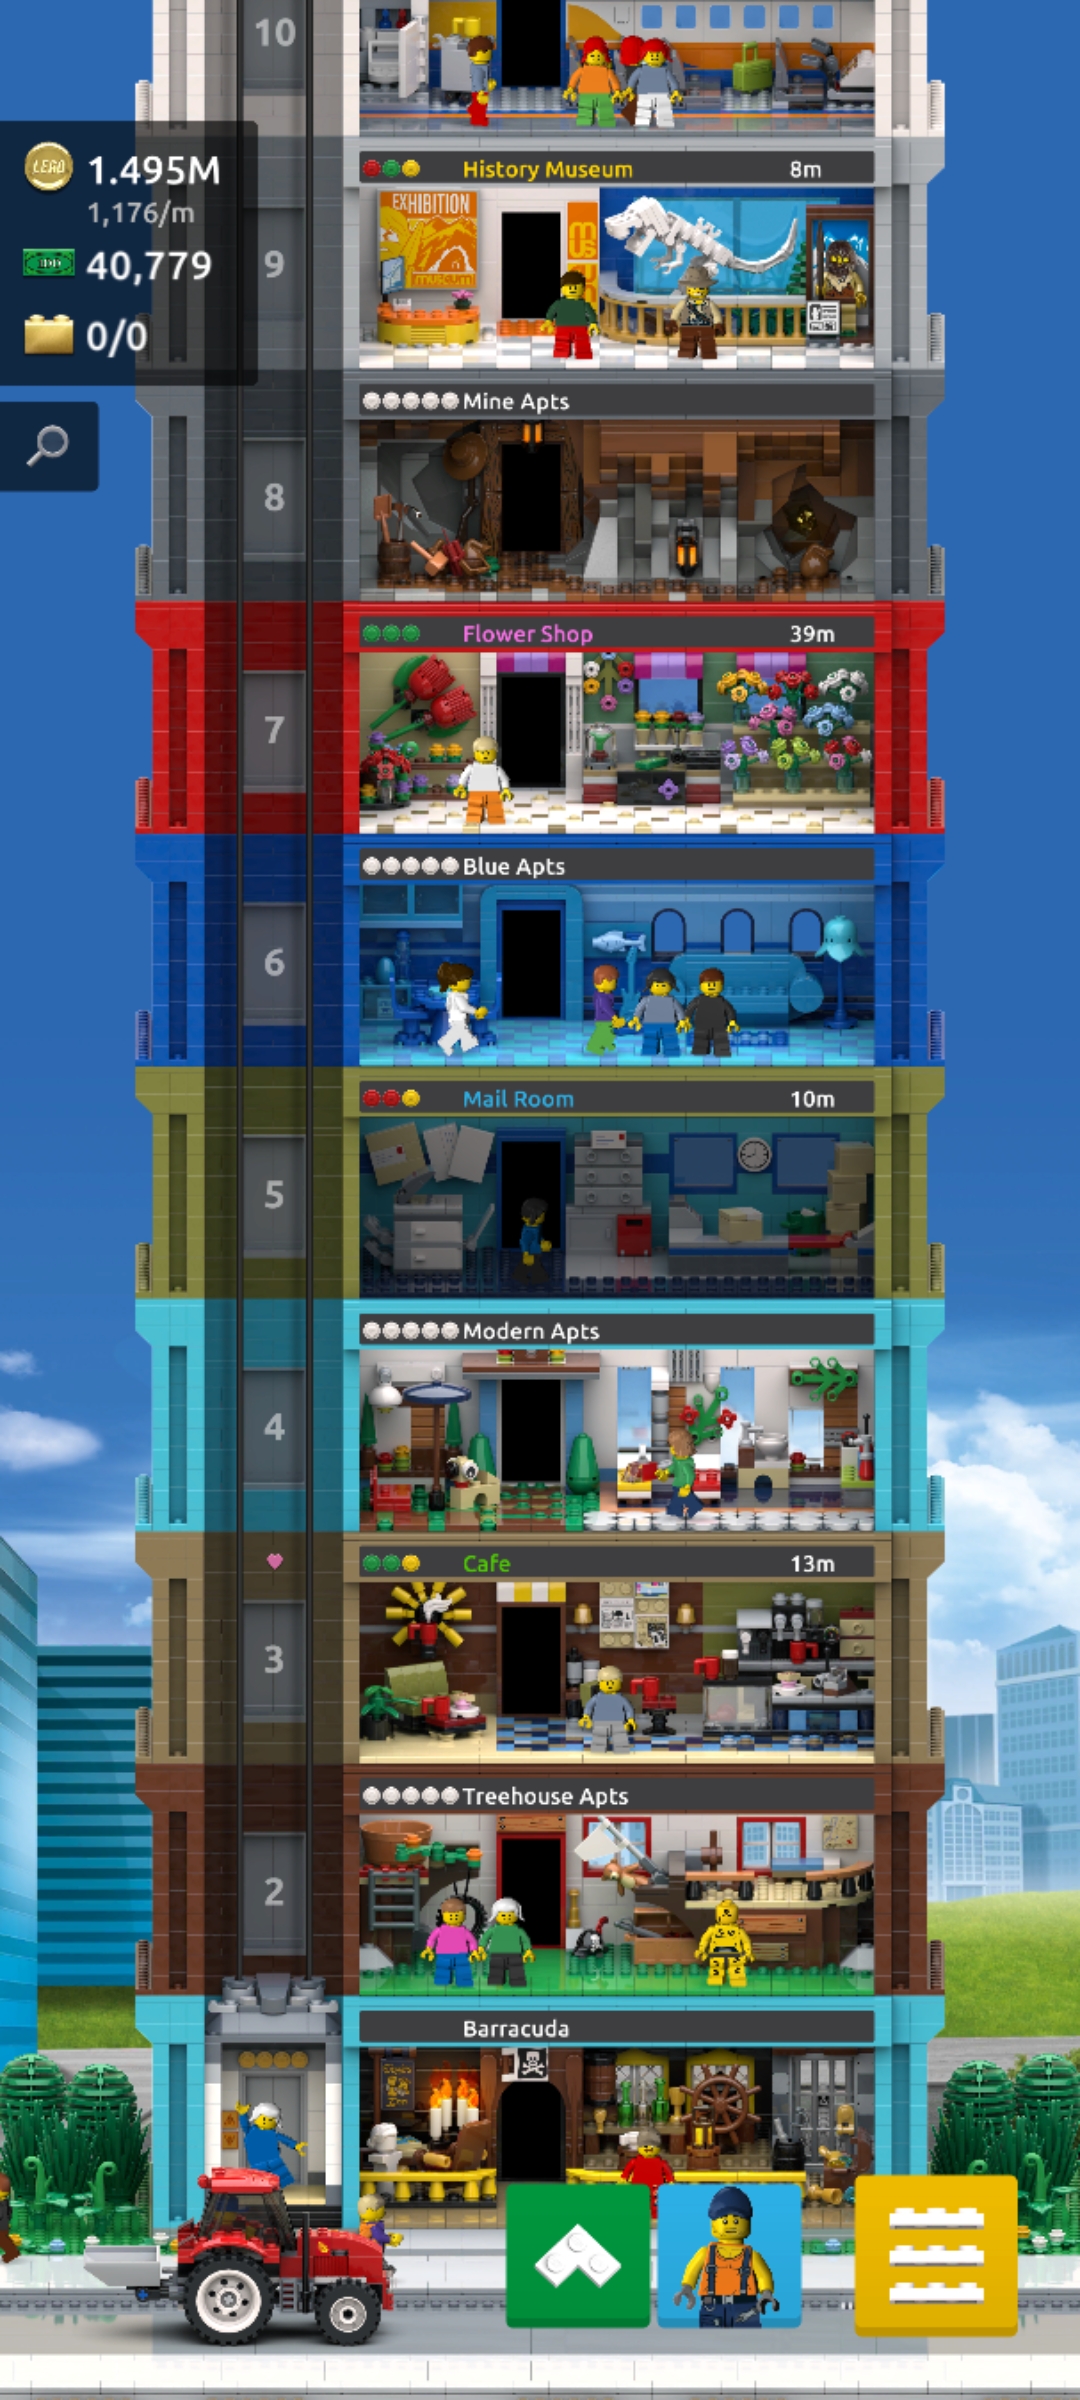 10
LEGO 1.495M
1,176/m
40,779
0/0
History Museum 8m
EXHIBITION
museum
9
Mine Apts
8
Flower Shop 39m
7
Blue Apts
6
Mail Room 10m
5
Modern Apts
4
Cafe 13m
3
Treehouse Apts
2
Barracuda